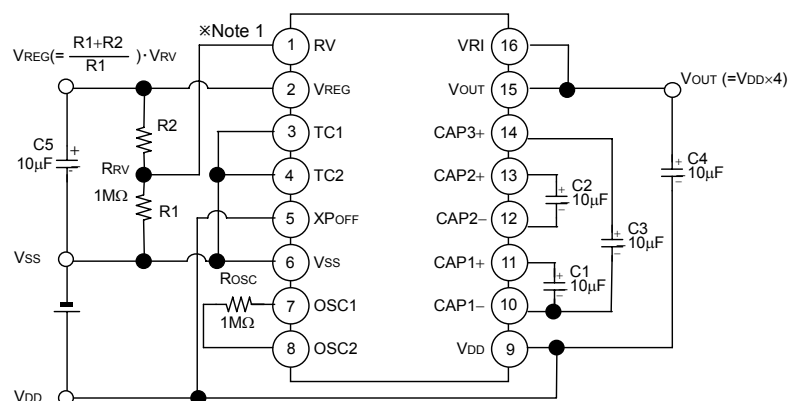 ※Note 1
VREG(= R1+R2 / R1 )·VRV
1 RV
2 VREG
3 TC1
4 TC2
5 XPOFF
6 VSS
7 OSC1
8 OSC2
VRI 16
VOUT 15
CAP3+ 14
CAP2+ 13
CAP2− 12
CAP1+ 11
CAP1− 10
VDD 9
VOUT (=VDD×4)
C5
10µF
+
−
R2
RRV
1MΩ
R1
VSS
ROSC
1MΩ
VDD
+
−
C2
10µF
+
−
C1
10µF
+
−
C3
10µF
+
−
C4
10µF